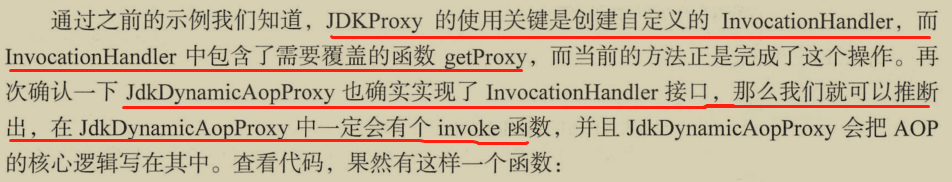 通过之前的示例我们知道，JDKProxy 的使用关键是创建自定义的 InvocationHandler，而
InvocationHandler 中包含了需要覆盖的函数 getProxy，而当前的方法正是完成了这个操作。再
次确认一下 JdkDynamicAopProxy 也确实实现了 InvocationHandler 接口，那么我们就可以推断
出，在 JdkDynamicAopProxy 中一定会有个 invoke 函数，并且 JdkDynamicAopProxy 会把 AOP
的核心逻辑写在其中。查看代码，果然有这样一个函数：